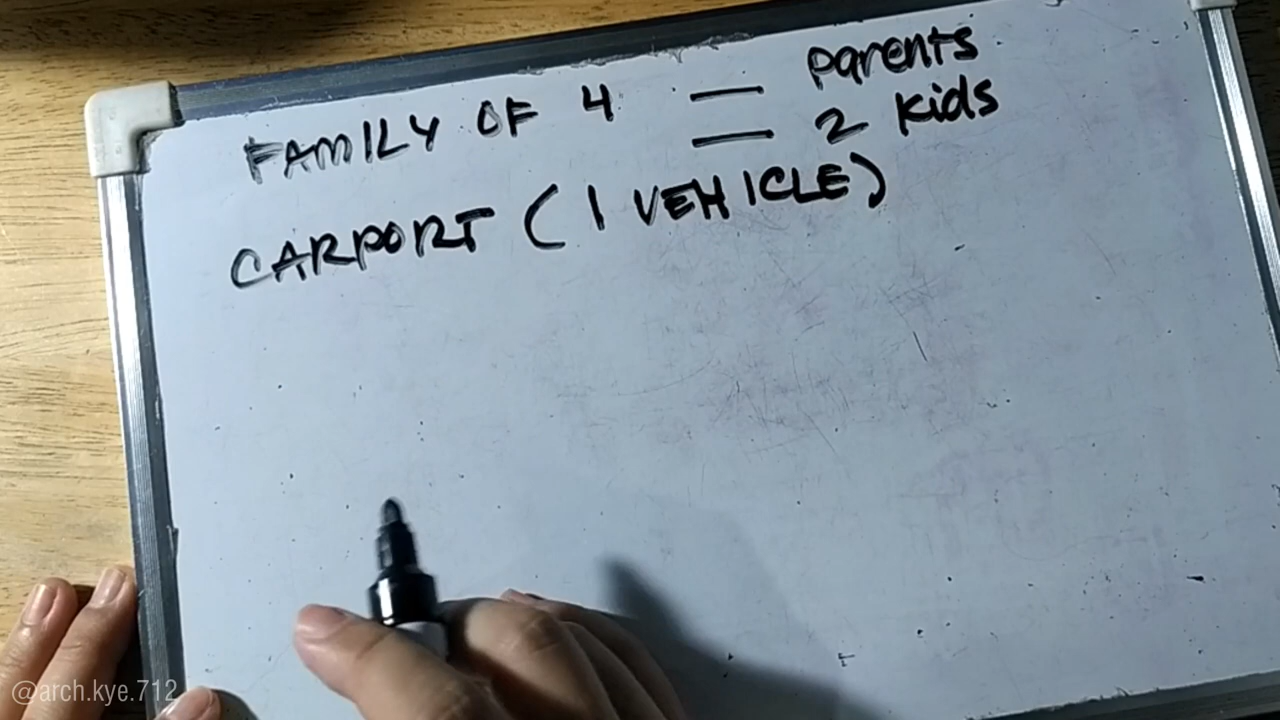 FAMILY OF 4 — parents
— 2 kids
CARPORT (1 VEHICLE)
@arch.kye.712